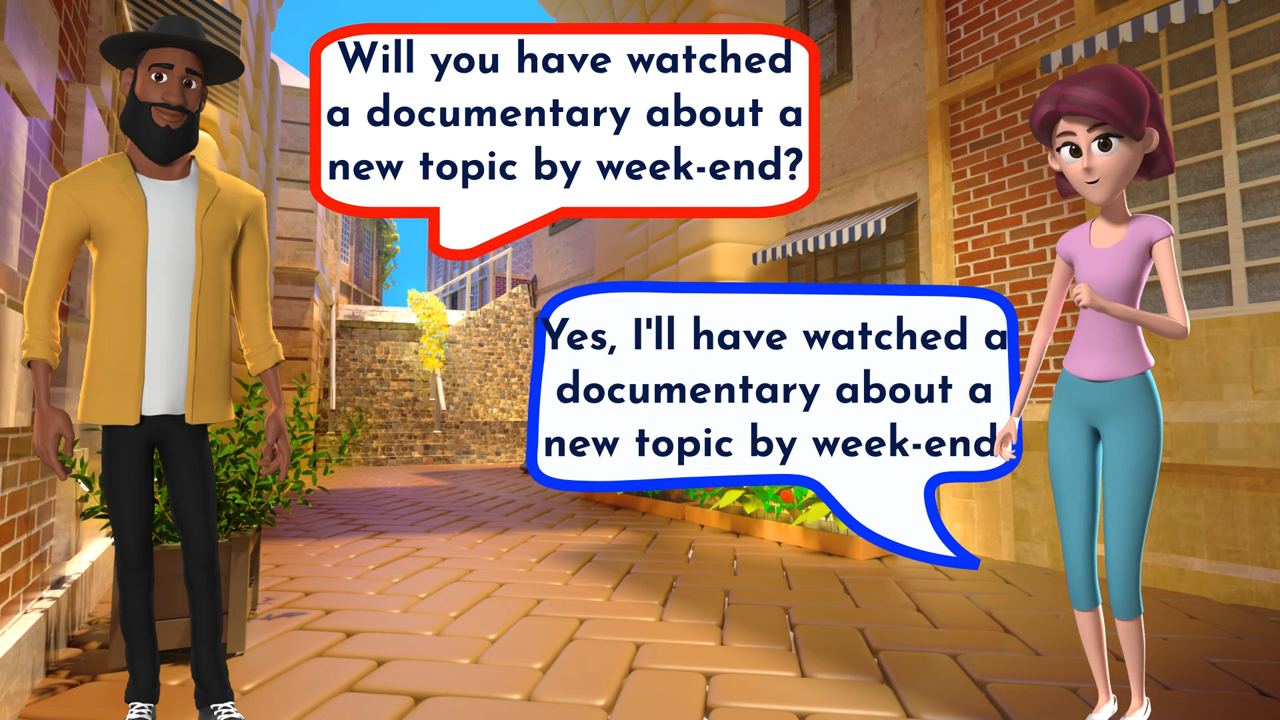 Will you have watched
a documentary about a
new topic by week-end?
Yes, I'll have watched a
documentary about a
new topic by week-end.